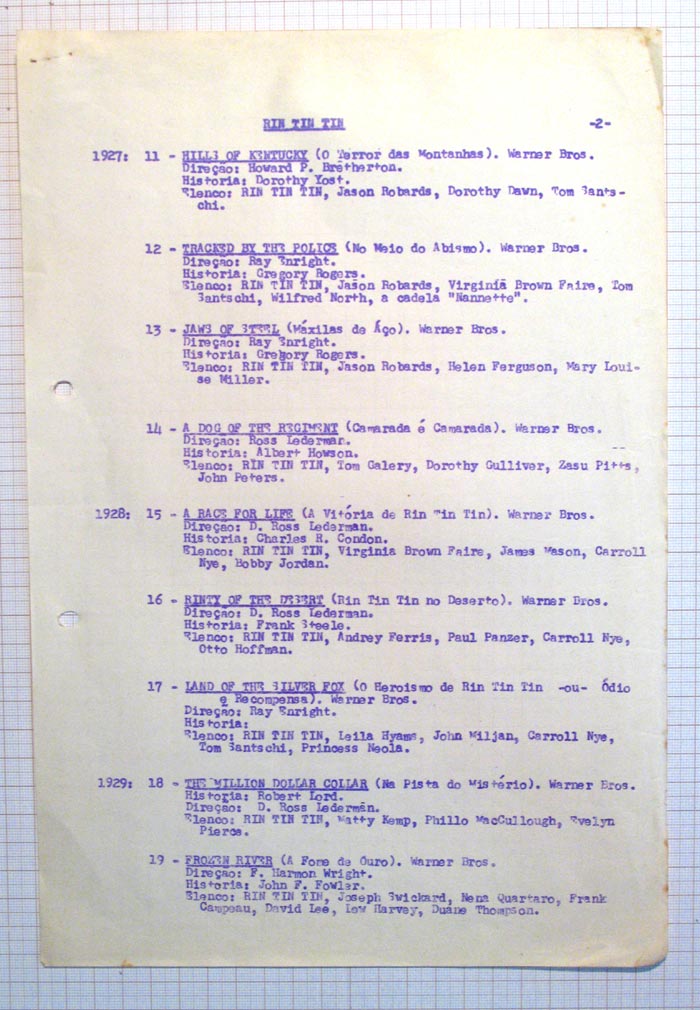 RIN TIN TIN -2-
1927: 11 - HILLS OF KENTUCKY (O Terror das Montanhas). Warner Bros.
Direção: Howard P. Bretherton.
Historia: Dorothy Yost.
Elenco: RIN TIN TIN, Jason Robards, Dorothy Dawn, Tom Sants-
chi.
12 - TRACKED BY THE POLICE (No Meio do Abismo). Warner Bros.
Direção: Ray Enright.
Historia: Gregory Rogers.
Elenco: RIN TIN TIN, Jason Robards, Virginia Brown Faire, Tom
Santschi, Wilfred North, a cadela "Nannette".
13 - JAWS OF STEEL (Máxilas de Áço). Warner Bros.
Direção: Ray Enright.
Historia: Gregory Rogers.
Elenco: RIN TIN TIN, Jason Robards, Helen Ferguson, Mary Loui-
se Miller.
14 - A DOG OF THE REGIMENT (Camarada é Camarada). Warner Bros.
Direçao: Ross Lederman.
Historia: Albert Howson.
Elenco: RIN TIN TIN, Tom Galery, Dorothy Gulliver, Zasu Pitts,
John Peters.
1928: 15 - A RACE FOR LIFE (A Vitória de Rin Tin Tin). Warner Bros.
Direção: D. Ross Lederman.
Historia: Charles R. Condon.
Elenco: RIN TIN TIN, Virginia Brown Faire, James Mason, Carroll
Nye, Bobby Jordan.
16 - RINTY OF THE DESERT (Rin Tin Tin no Deserto). Warner Bros.
Direção: D. Ross Lederman.
Historia: Frank Steele.
Elenco: RIN TIN TIN, Andrey Ferris, Paul Panzer, Carroll Nye,
Otto Hoffman.
17 - LAND OF THE SILVER FOX (O Heroismo de Rin Tin Tin -ou- Ódio
e Recompensa). Warner Bros.
Direção: Ray Enright.
Historia:
Elenco: RIN TIN TIN, Leila Hyams, John Miljan, Carroll Nye,
Tom Santschi, Princess Neola.
1929: 18 - THE MILLION DOLLAR COLLAR (Na Pista do Mistério). Warner Bros.
Historia: Robert Lord.
Direção: D. Ross Lederman.
Elenco: RIN TIN TIN, Matty Kemp, Phillo MacCullough, Evelyn
Pierce.
19 - FROZEN RIVER (A Fome de Ouro). Warner Bros.
Direção: F. Harmon Wright.
Historia: John F. Fowler.
Elenco: RIN TIN TIN, Joseph Swickard, Nena Quartaro, Frank
Campeau, David Lee, Lew Harvey, Duane Thompson.